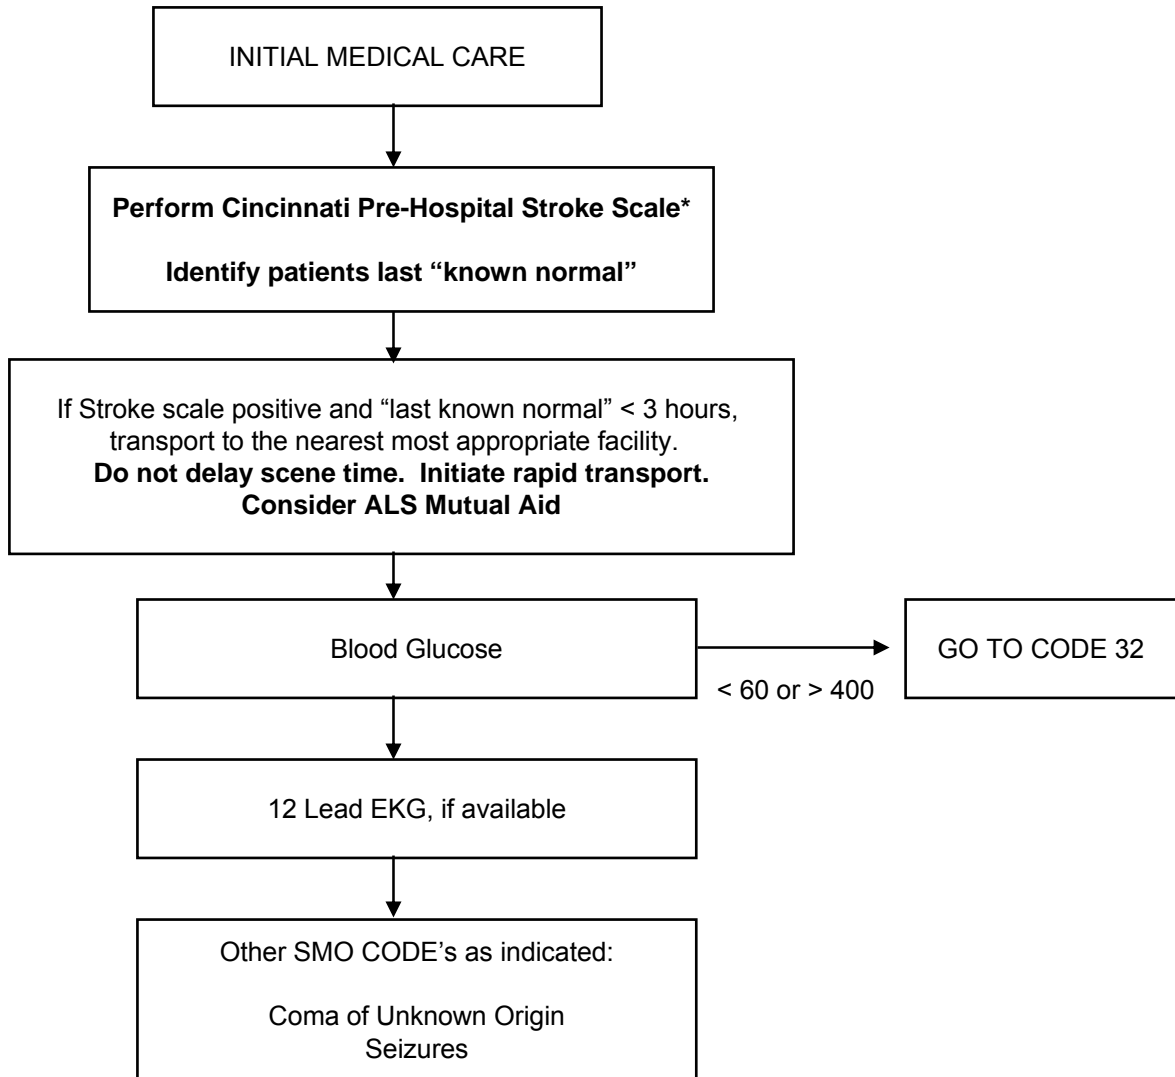 INITIAL MEDICAL CARE
Perform Cincinnati Pre-Hospital Stroke Scale*
Identify patients last “known normal”
If Stroke scale positive and “last known normal” < 3 hours,
transport to the nearest most appropriate facility.
Do not delay scene time.  Initiate rapid transport.
Consider ALS Mutual Aid
Blood Glucose
GO TO CODE 32
< 60 or > 400
12 Lead EKG, if available
Other SMO CODE’s as indicated:
Coma of Unknown Origin
Seizures